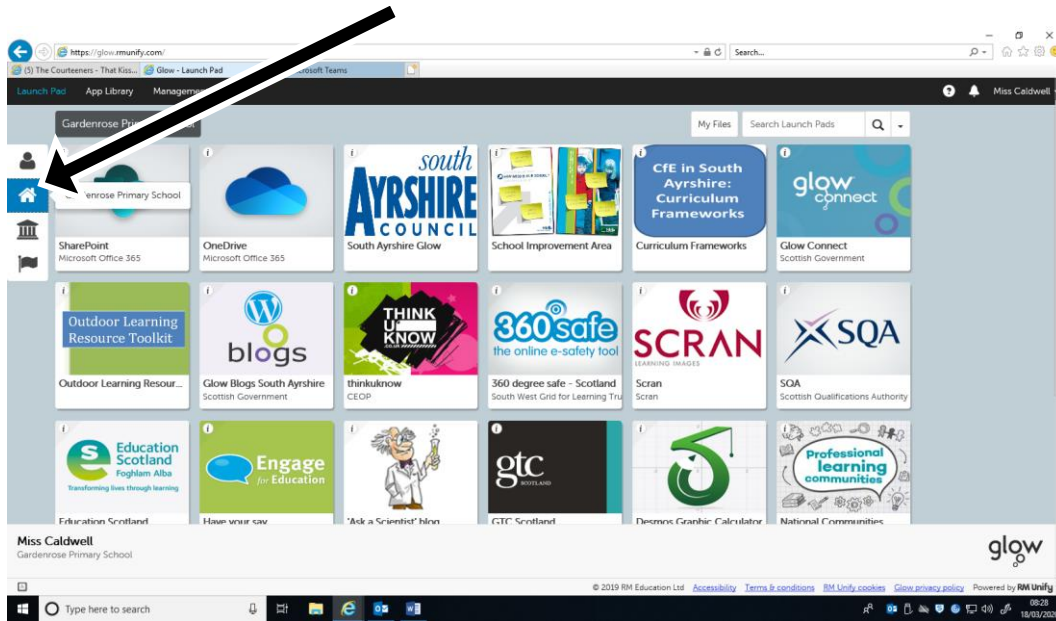 https://glow.rmunify.com/
Search...
(5) The Courteeners - That Kiss...
Glow - Launch Pad
Microsoft Teams
Launch Pad
App Library
Management
Miss Caldwell
Gardenrose Primary
My Files
Search Launch Pads
Gardenrose Primary School
SharePoint
Microsoft Office 365
OneDrive
Microsoft Office 365
south
AYRSHIRE
COUNCIL
South Ayrshire Glow
School Improvement Area
CfE in South
Ayrshire:
Curriculum
Frameworks
Curriculum Frameworks
glow
connect
Glow Connect
Scottish Government
Outdoor Learning
Resource Toolkit
Outdoor Learning Resour...
blogs
Glow Blogs South Ayrshire
Scottish Government
THINK
U
KNOW
.co.uk
thinkuknow
CEOP
360 safe
the online e-safety tool
360 degree safe - Scotland
South West Grid for Learning Tru
SCRAN
LEARNING IMAGES
Scran
Scran
SQA
SQA
Scottish Qualifications Authority
Education
Scotland
Foghlam Alba
Transforming lives through learning
Education Scotland
Engage
for Education
Have your say
'Ask a Scientist' blog
gtc
SCOTLAND
GTC Scotland
Desmos Graphic Calculator
Professional
learning
communities
National Communities
Miss Caldwell
Gardenrose Primary School
glow
© 2019 RM Education Ltd Accessibility Terms & conditions RM Unify cookies Glow privacy policy Powered by RM Unify
Type here to search
08:28
18/03/202